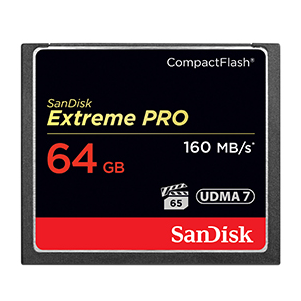 CompactFlash®
SanDisk
Extreme PRO
64 GB
160 MB/s*
65
UDMA 7
SanDisk